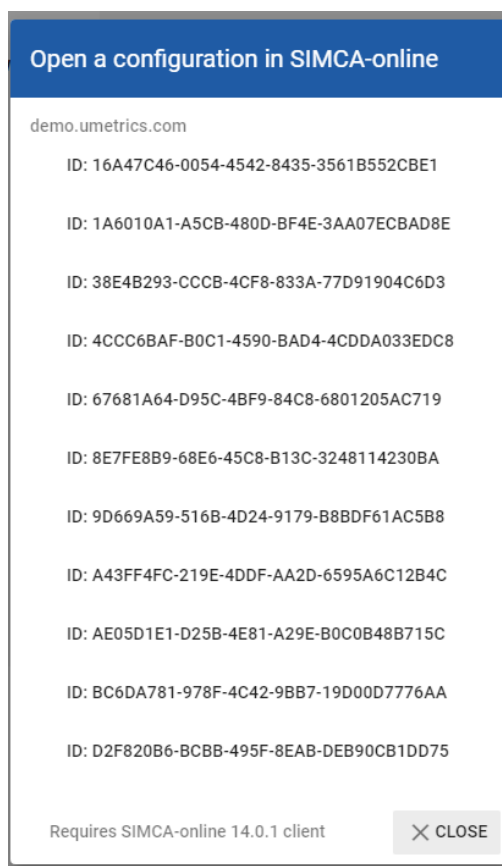 Open a configuration in SIMCA-online
demo.umetrics.com
ID: 16A47C46-0054-4542-8435-3561B552CBE1
ID: 1A6010A1-A5CB-480D-BF4E-3AA07ECBAD8E
ID: 38E4B293-CCCB-4CF8-833A-77D91904C6D3
ID: 4CCC6BAF-B0C1-4590-BAD4-4CDDA033EDC8
ID: 67681A64-D95C-4BF9-84C8-6801205AC719
ID: 8E7FE8B9-68E6-45C8-B13C-3248114230BA
ID: 9D669A59-516B-4D24-9179-B8BDF61AC5B8
ID: A43FF4FC-219E-4DDF-AA2D-6595A6C12B4C
ID: AE05D1E1-D25B-4E81-A29E-B0C0B48B715C
ID: BC6DA781-978F-4C42-9BB7-19D00D7776AA
ID: D2F820B6-BCBB-495F-8EAB-DEB90CB1DD75
Requires SIMCA-online 14.0.1 client CLOSE